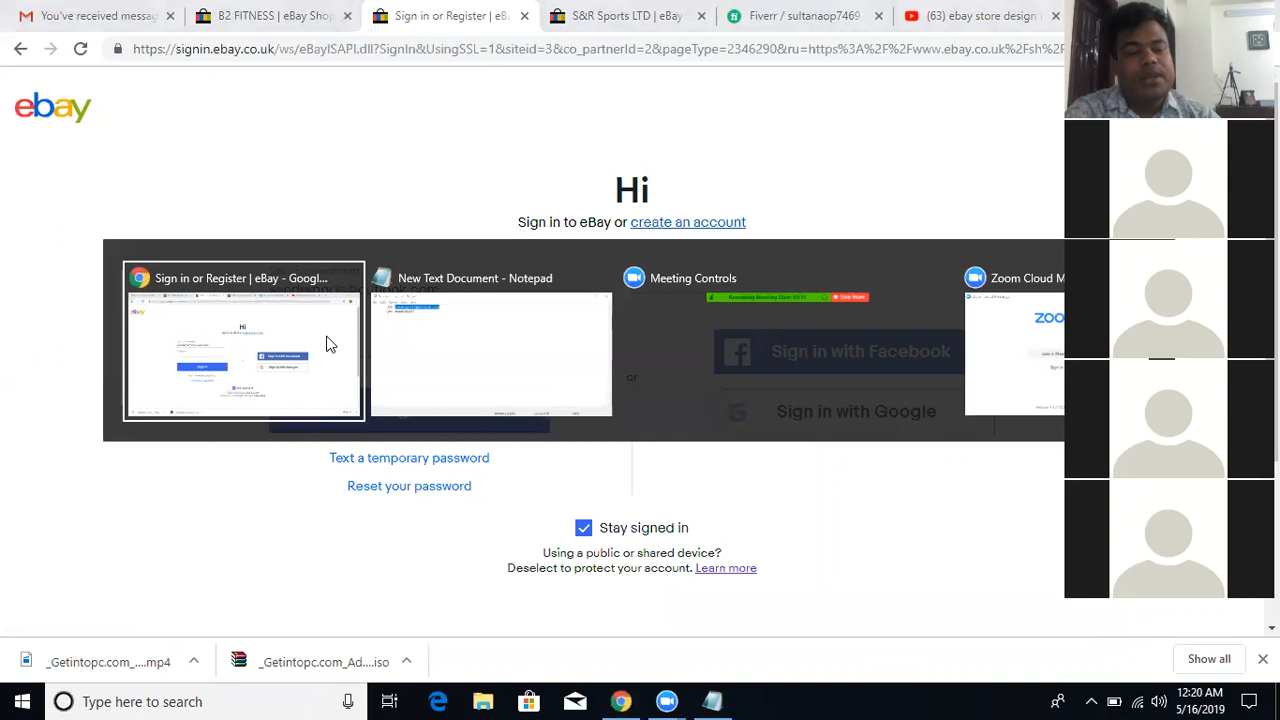 You've received messag
B2 FITNESS | eBay Shop
Sign in or Register | eBay
S&R Sports LTD | eBay
Fiverr / sumonroop7469
(63) ebay store design
https://signin.ebay.co.uk/ws/eBayISAPI.dll?SignIn&UsingSSL=1&siteid=3&co_partnerId=2&pageType=2346290&ru=https%3A%2F%2Fwww.ebay.co.uk%2Fsh%2F
ebay
Hi
Sign in to eBay or create an account
Sign in or Register | eBay - Googl...
New Text Document - Notepad
Meeting Controls
Zoom Cloud M
Sign in with Facebook
or
Sign in with Google
Text a temporary password
Reset your password
Stay signed in
Using a public or shared device?
Deselect to protect your account. Learn more
_Getintopc.com_....mp4
_Getintopc.com_Ad....iso
Show all
Type here to search
12:20 AM
5/16/2019